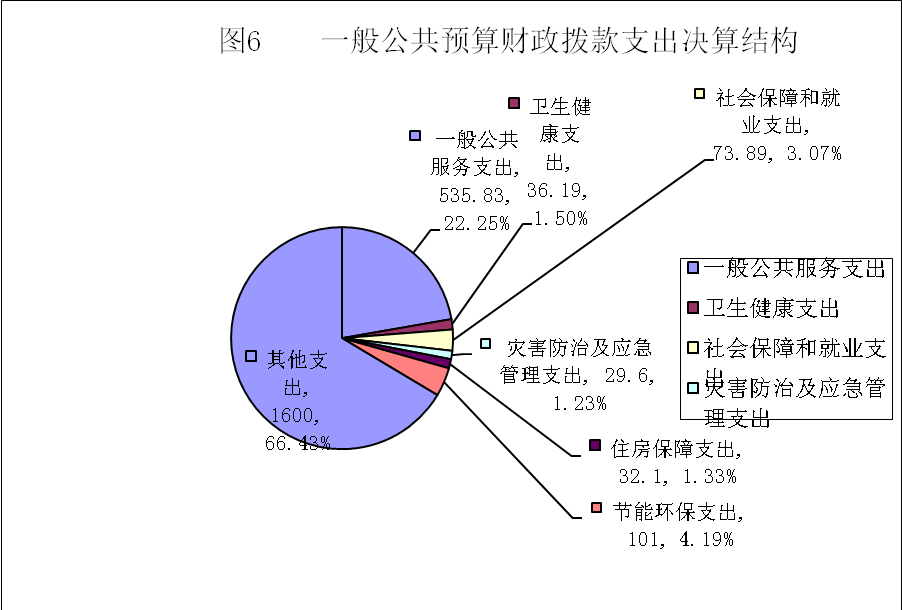 图6 一般公共预算财政拨款支出决算结构
一般公共
服务支出,
535.83,
22.25%
卫生健
康支
出,
36.19,
1.50%
社会保障和就
业支出,
73.89, 3.07%
灾害防治及应急
管理支出, 29.6,
1.23%
住房保障支出,
32.1, 1.33%
节能环保支出,
101, 4.19%
其他支
出,
1600,
66.43%
一般公共服务支出
卫生健康支出
社会保障和就业支
出
灾害防治及应急管
理支出